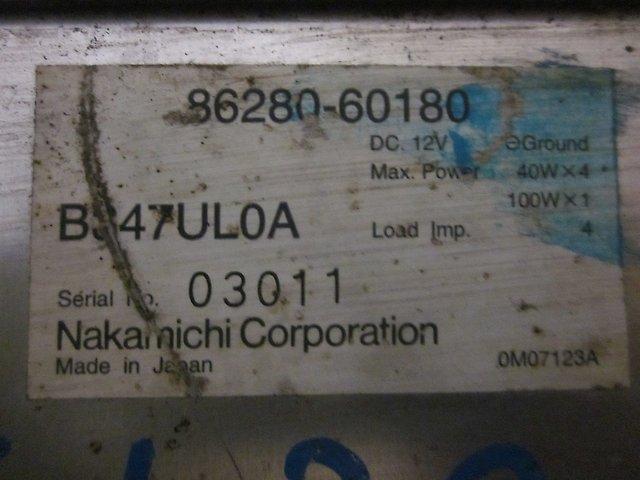 86280-60180
DC. 12V ⊖Ground
Max. Power 40W×4
100W×1
Load Imp. 4
Serial No. 03011
Nakamichi Corporation
Made in Japan 0M07123A